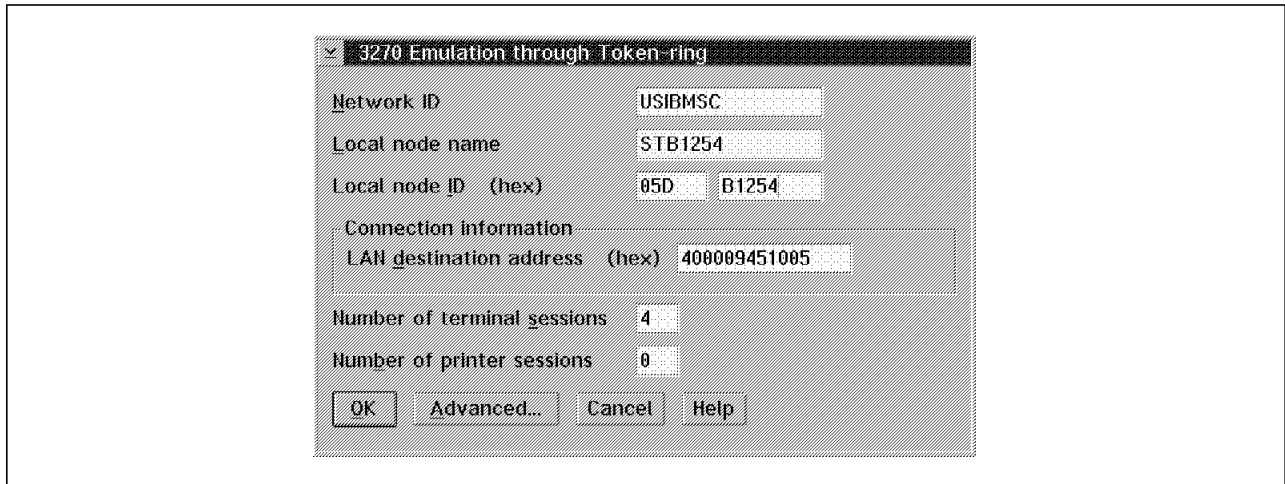 3270 Emulation through Token-ring
Network ID USIBMSC
Local node name STB1254
Local node ID (hex) 05D B1254
Connection information
LAN destination address (hex) 400009451005
Number of terminal sessions 4
Number of printer sessions 0
OK Advanced... Cancel Help